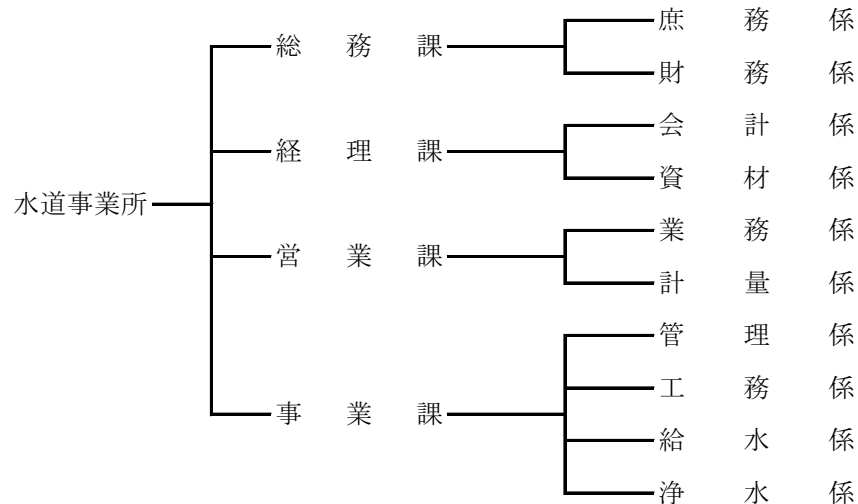 庶務係
総務課
財務係
会計係
経理課
資材係
水道事業所
業務係
営業課
計量係
管理係
工務係
事業課
給水係
浄水係